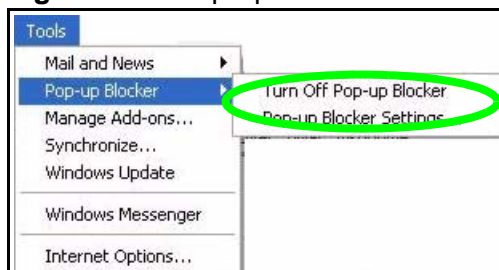 Tools
Mail and News
Pop-up Blocker
Turn Off Pop-up Blocker
Manage Add-ons...
Pop-up Blocker Settings
Synchronize...
Windows Update
Windows Messenger
Internet Options...